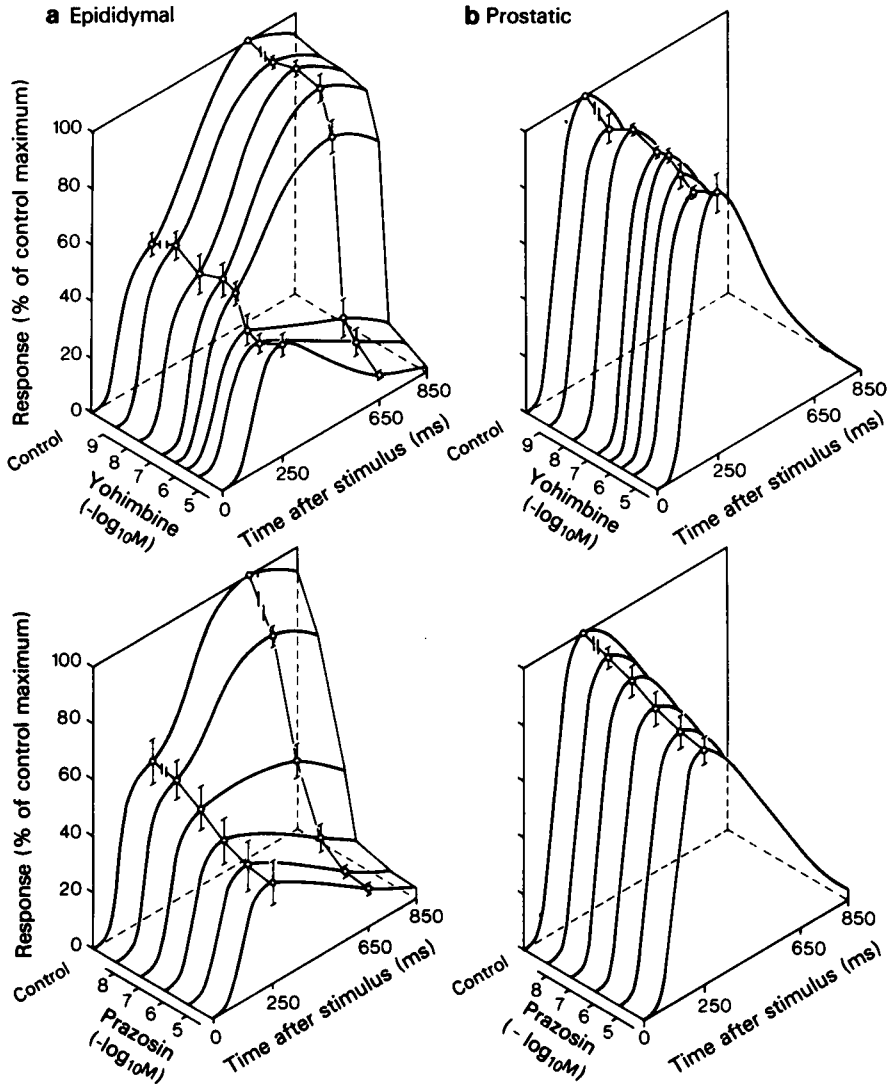 a Epididymal
Response (% of control maximum)
100
80
60
40
20
0
Control
9
8
7
6
5
Yohimbine
(-log10M)
0
250
650
850
Time after stimulus (ms)
b Prostatic
Control
9
8
7
6
5
Yohimbine
(-log10M)
0
250
650
850
Time after stimulus (ms)
Response (% of control maximum)
100
80
60
40
20
0
Control
8
7
6
5
Prazosin
(-log10M)
0
250
650
850
Time after stimulus (ms)
Control
8
7
6
5
Prazosin
(- log10M)
0
250
650
850
Time after stimulus (ms)